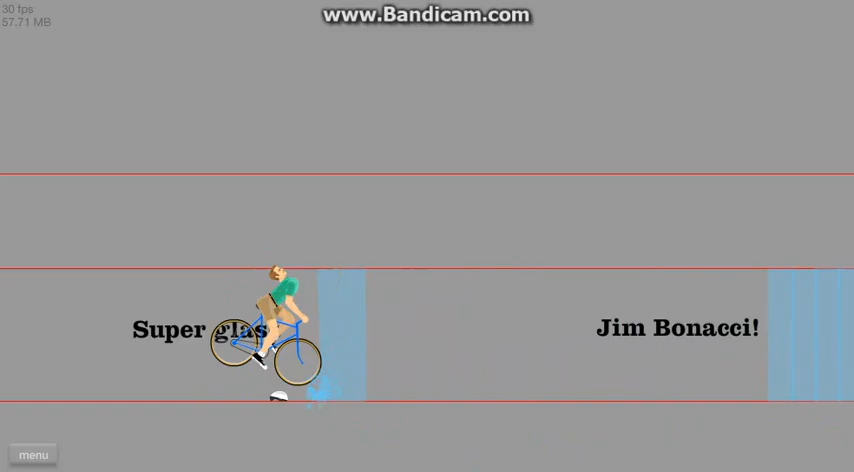 30 fps
57.71 MB
www.Bandicam.com
Super glas
Jim Bonacci!
menu